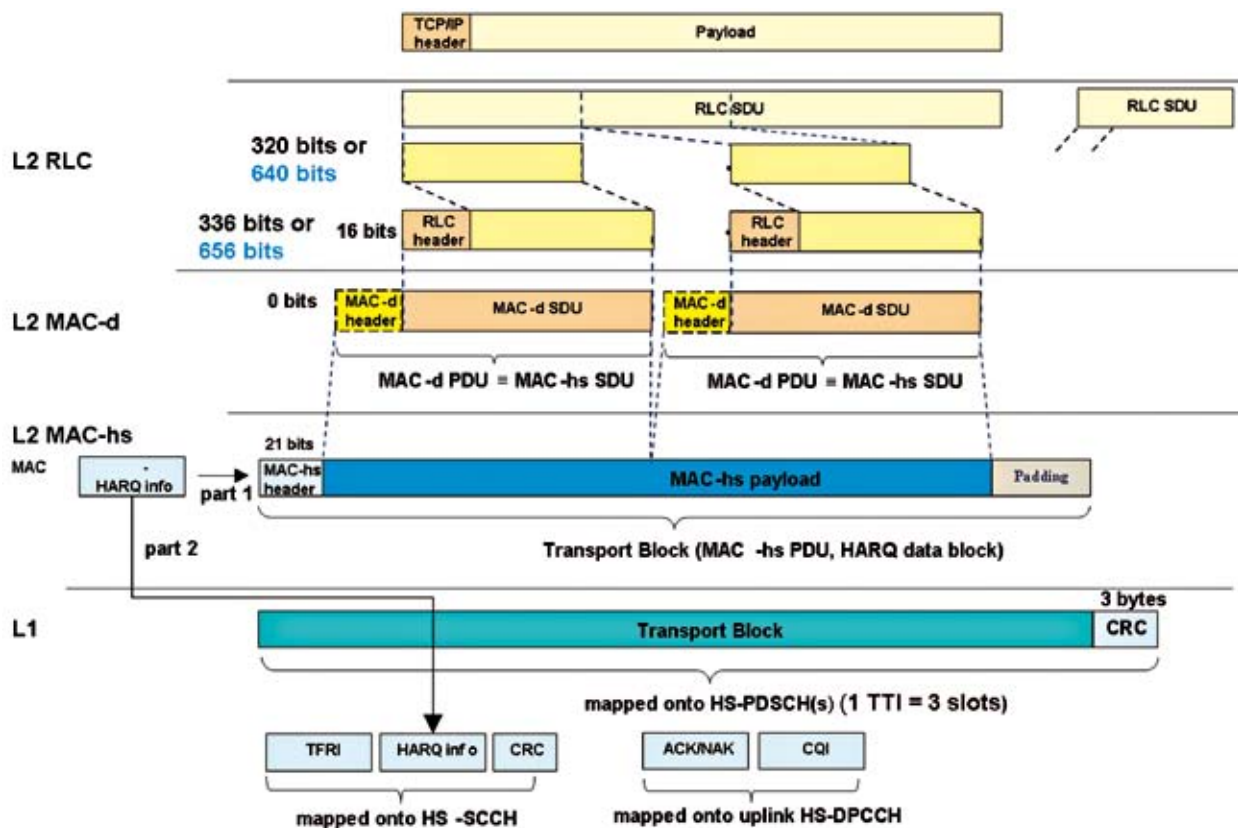 TCP/IP
header
Payload
RLC SDU
RLC SDU
L2 RLC
320 bits or
640 bits
336 bits or
656 bits
16 bits
RLC
header
RLC
header
L2 MAC-d
0 bits
MAC-d
header
MAC-d SDU
MAC-d
header
MAC-d SDU
MAC-d PDU = MAC-hs SDU
MAC-d PDU = MAC-hs SDU
L2 MAC-hs
21 bits
MAC
-
HARQ info
part 1
MAC-hs
header
MAC-hs payload
Padding
part 2
Transport Block (MAC -hs PDU, HARQ data block)
L1
3 bytes
Transport Block
CRC
mapped onto HS-PDSCH(s) (1 TTI = 3 slots)
TFRI
HARQ info
CRC
ACK/NAK
CQI
mapped onto HS -SCCH
mapped onto uplink HS-DPCCH